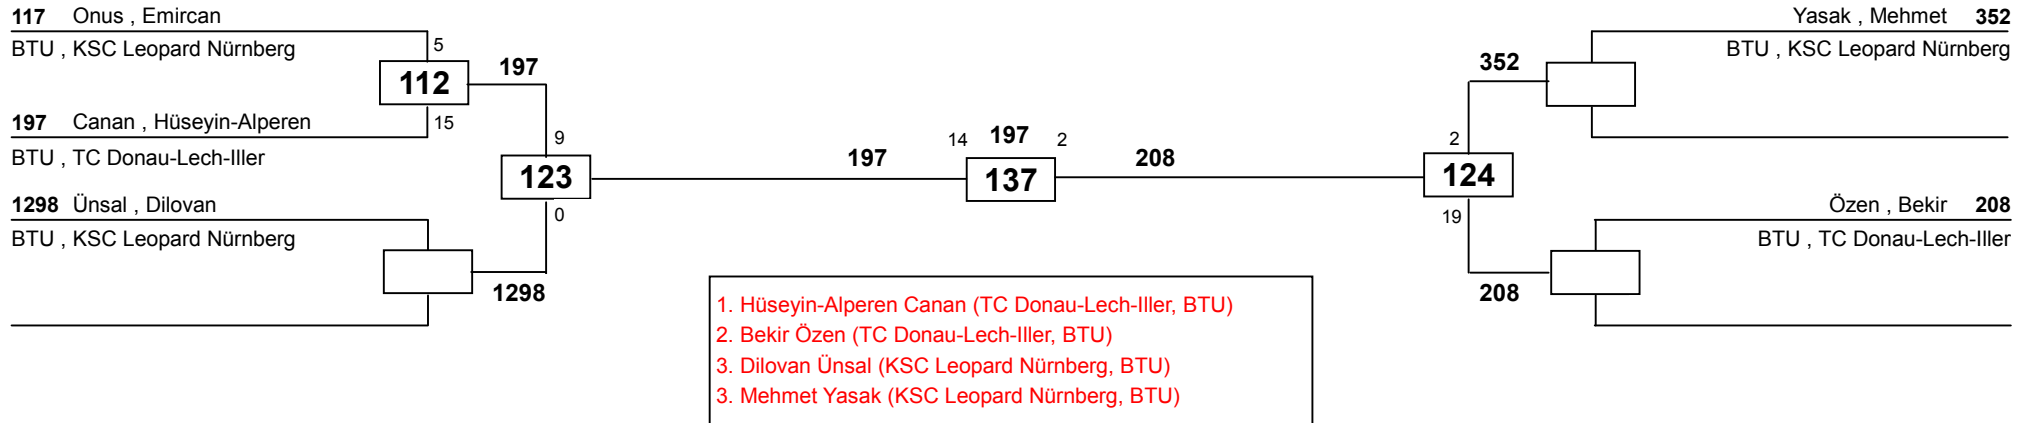 117 Onus , Emircan
BTU , KSC Leopard Nürnberg
5
112
197
15
197 Canan , Hüseyin-Alperen
BTU , TC Donau-Lech-Iller
9
123
0
1298 Ünsal , Dilovan
BTU , KSC Leopard Nürnberg
1298
197
14 197 2
137
208
Yasak , Mehmet 352
BTU , KSC Leopard Nürnberg
352
2
124
19
Özen , Bekir 208
BTU , TC Donau-Lech-Iller
208
1. Hüseyin-Alperen Canan (TC Donau-Lech-Iller, BTU)
2. Bekir Özen (TC Donau-Lech-Iller, BTU)
3. Dilovan Ünsal (KSC Leopard Nürnberg, BTU)
3. Mehmet Yasak (KSC Leopard Nürnberg, BTU)